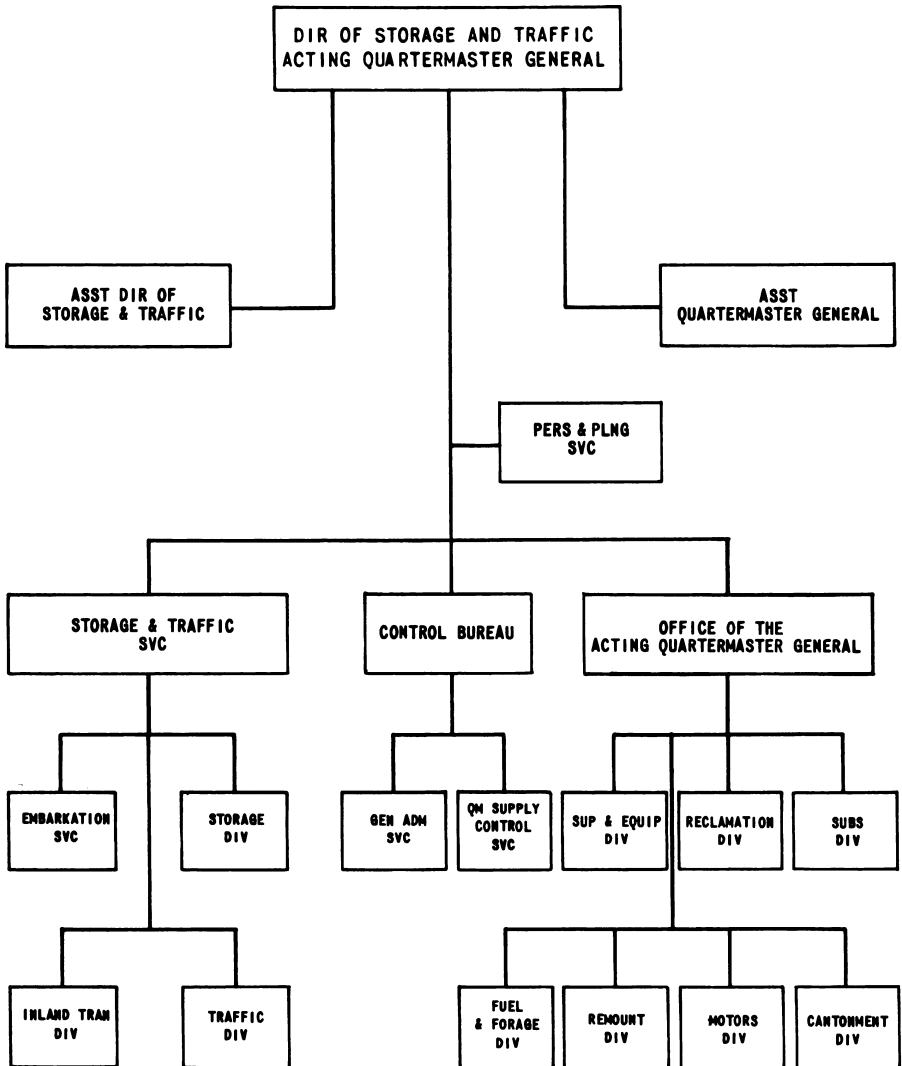 DIR OF STORAGE AND TRAFFIC
ACTING QUARTERMASTER GENERAL
ASST DIR OF
STORAGE & TRAFFIC
ASST
QUARTERMASTER GENERAL
PERS & PLNG
SVC
STORAGE & TRAFFIC
SVC
CONTROL BUREAU
OFFICE OF THE
ACTING QUARTERMASTER GENERAL
EMBARKATION
SVC
STORAGE
DIV
GEN ADM
SVC
QM SUPPLY
CONTROL
SVC
SUP & EQUIP
DIV
RECLAMATION
DIV
SUBS
DIV
INLAND TRAN
DIV
TRAFFIC
DIV
FUEL
& FORAGE
DIV
REMOUNT
DIV
MOTORS
DIV
CANTONMENT
DIV